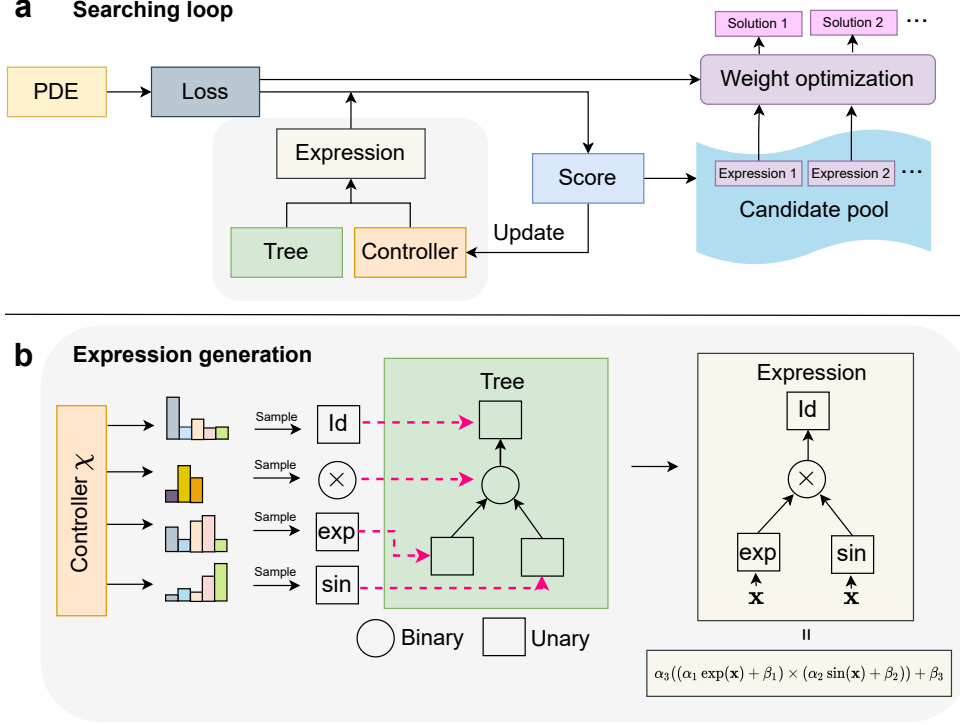 a Searching loop
Solution 1 Solution 2 ...
PDE Loss Weight optimization
Expression
Score
Expression 1 Expression 2 ...
Candidate pool
Tree Controller Update
b Expression generation
Controller χ
Sample Id
Sample ×
Sample exp
Sample sin
Tree
Binary Unary
Expression
Id
×
exp sin
x x
=
α₃((α₁ exp(x) + β₁) × (α₂ sin(x) + β₂)) + β₃